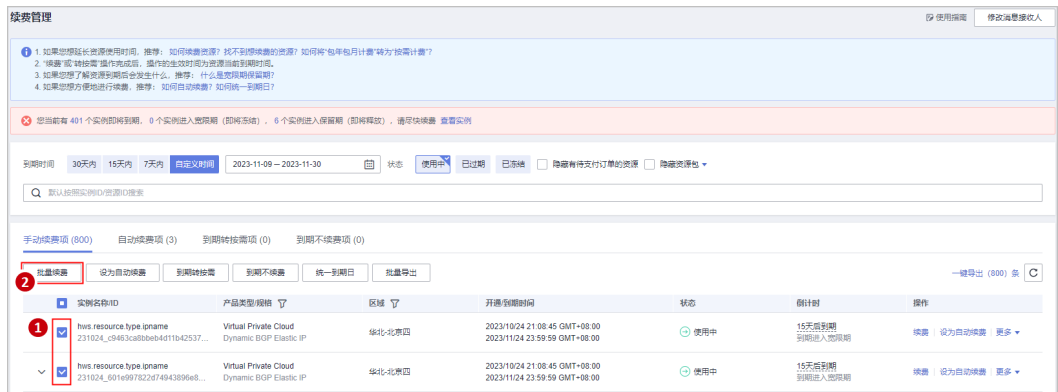 续费管理
使用指南 修改消息接收人
1. 如果您想延长资源使用时间，推荐： 如何续费资源？找不到想续费的资源？如何将“包年包月计费”转为“按需计费”？
2. “续费”或“转按需”操作完成后，操作的生效时间为资源当前到期时间。
3. 如果您想了解资源到期后会发生什么，推荐： 什么是宽限期保留期？
4. 如果您想方便地进行续费，推荐： 如何自动续费？如何统一到期日？
您当前有 401 个实例即将到期， 0 个实例进入宽限期（即将冻结）， 6 个实例进入保留期（即将释放），请尽快续费 查看实例
到期时间 30天内 15天内 7天内 自定义时间 2023-11-09 – 2023-11-30 状态 使用中 已过期 已冻结 隐藏有待支付订单的资源 隐藏资源包
默认按照实例ID/资源ID搜索
手动续费项 (800) 自动续费项 (3) 到期转按需项 (0) 到期不续费项 (0)
批量续费 设为自动续费 到期转按需 到期不续费 统一到期日 批量导出 一键导出（800）条
2
实例名称/ID 产品类型/规格 区域 开通/到期时间 状态 倒计时 操作
1
hws.resource.type.ipname Virtual Private Cloud 华北-北京四 2023/10/24 21:08:45 GMT+08:00 使用中 15天后到期 续费 设为自动续费 更多
231024_c9463ca8bbeb4d11b42537... Dynamic BGP Elastic IP 2023/11/24 23:59:59 GMT+08:00 到期进入宽限期
hws.resource.type.ipname Virtual Private Cloud 华北-北京四 2023/10/24 21:08:45 GMT+08:00 使用中 15天后到期 续费 设为自动续费 更多
231024_601e997822d74943896e8... Dynamic BGP Elastic IP 2023/11/24 23:59:59 GMT+08:00 到期进入宽限期